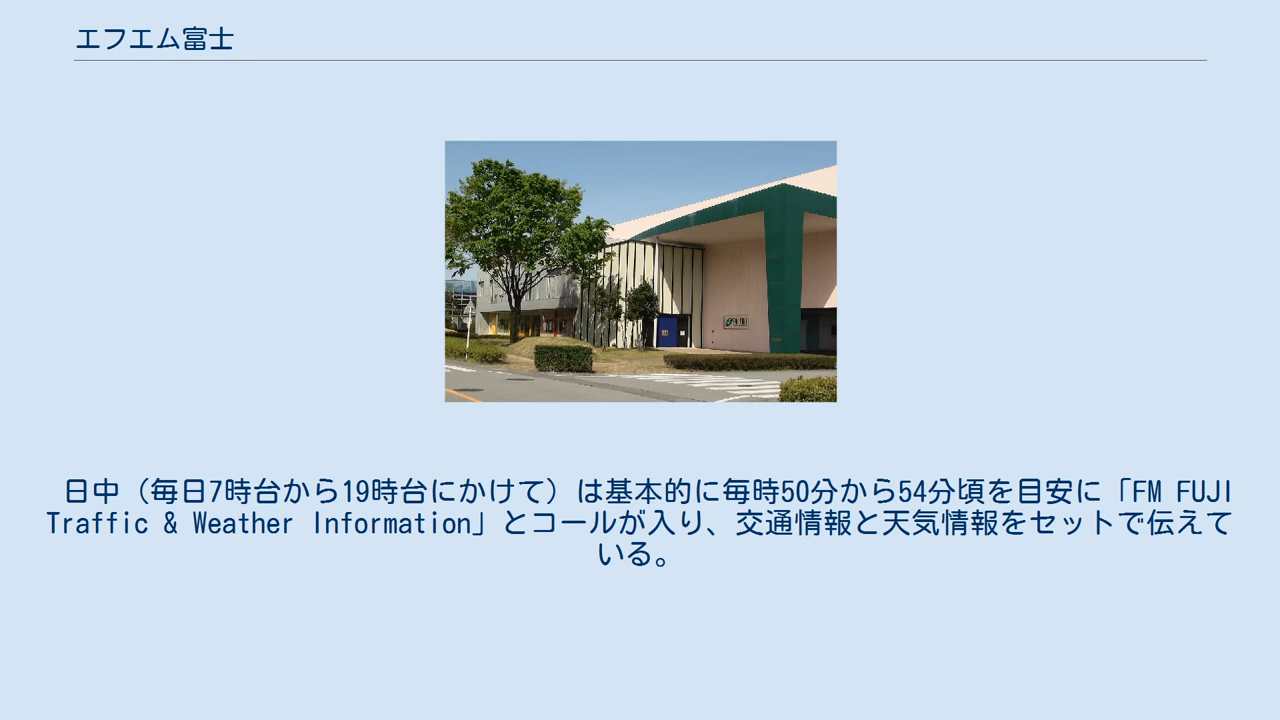 エフエム富士
日中（毎日7時台から19時台にかけて）は基本的に毎時50分から54分頃を目安に「FM FUJI
Traffic & Weather Information」とコールが入り、交通情報と天気情報をセットで伝えて
いる。